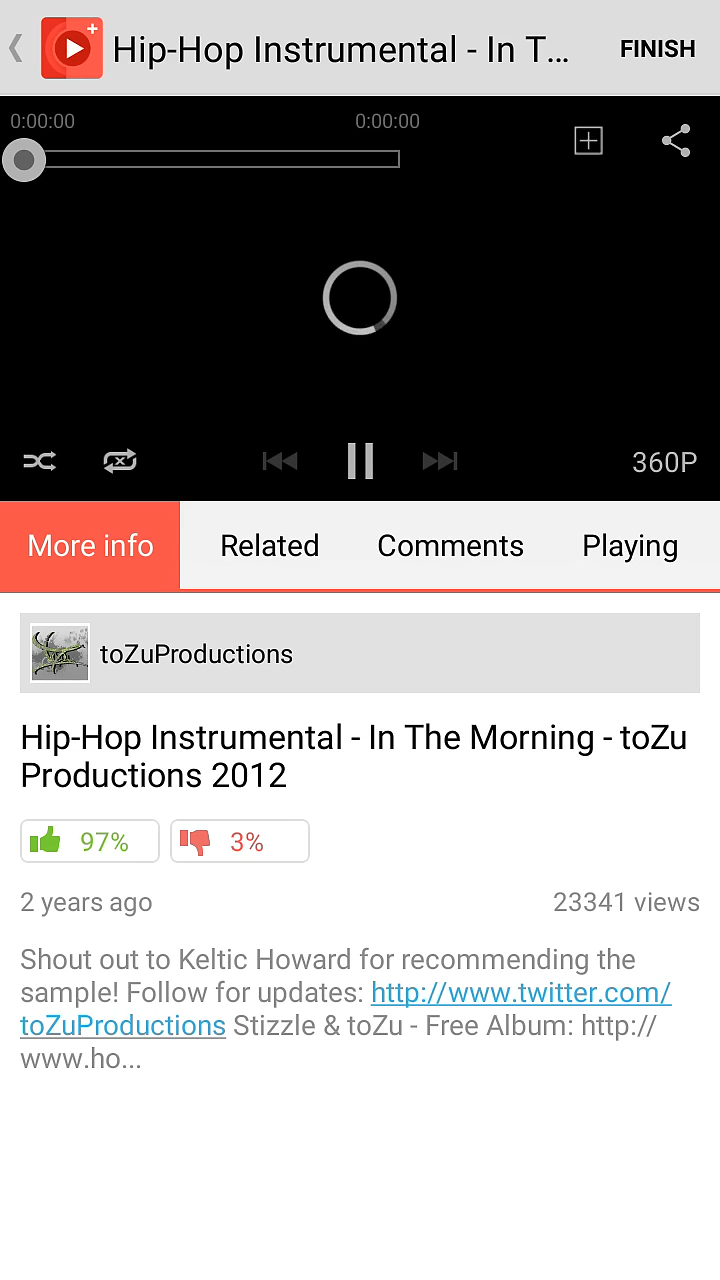 Hip-Hop Instrumental - In T...
FINISH
0:00:00
0:00:00
360P
More info
Related
Comments
Playing
toZuProductions
Hip-Hop Instrumental - In The Morning - toZu
Productions 2012
97%
3%
2 years ago
23341 views
Shout out to Keltic Howard for recommending the
sample! Follow for updates: http://www.twitter.com/
toZuProductions Stizzle & toZu - Free Album: http://
www.ho...